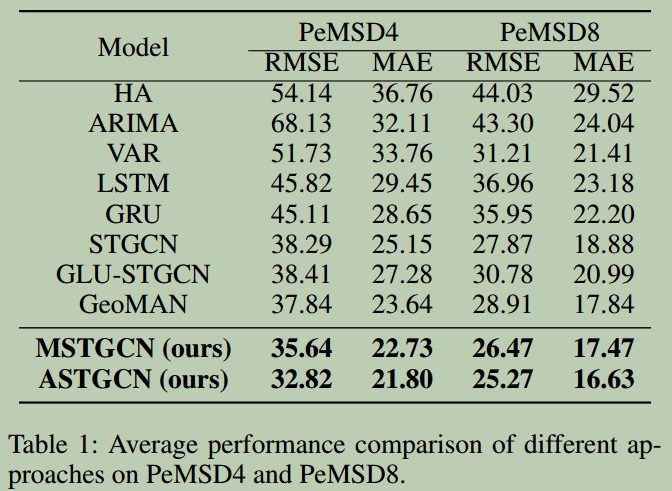 Model PeMSD4 PeMSD8
RMSE MAE RMSE MAE
HA 54.14 36.76 44.03 29.52
ARIMA 68.13 32.11 43.30 24.04
VAR 51.73 33.76 31.21 21.41
LSTM 45.82 29.45 36.96 23.18
GRU 45.11 28.65 35.95 22.20
STGCN 38.29 25.15 27.87 18.88
GLU-STGCN 38.41 27.28 30.78 20.99
GeoMAN 37.84 23.64 28.91 17.84
MSTGCN (ours) 35.64 22.73 26.47 17.47
ASTGCN (ours) 32.82 21.80 25.27 16.63
Table 1: Average performance comparison of different ap-
proaches on PeMSD4 and PeMSD8.